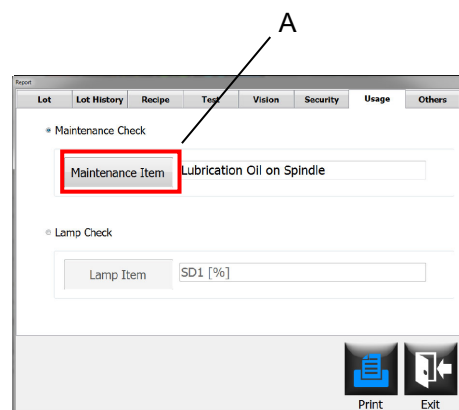 A
Report
Lot Lot History Recipe Test Vision Security Usage Others
Maintenance Check
Maintenance Item Lubrication Oil on Spindle
Lamp Check
Lamp Item SD1 [%]
Print Exit